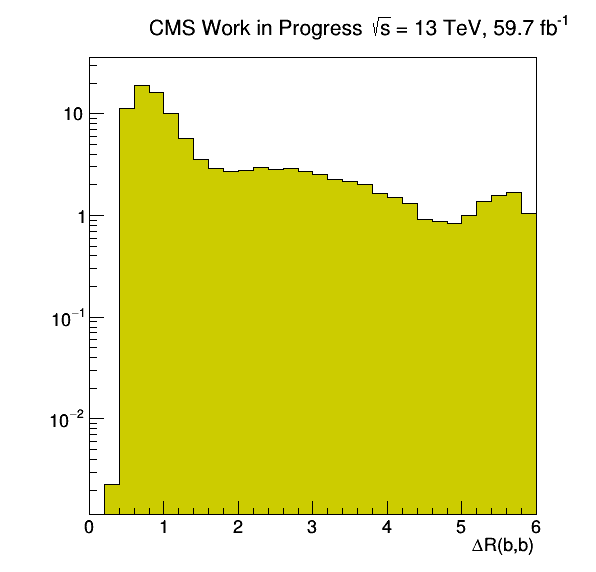 CMS Work in Progress √s = 13 TeV, 59.7 fb⁻¹
10
1
10⁻¹
10⁻²
0 1 2 3 4 5 6
ΔR(b,b)